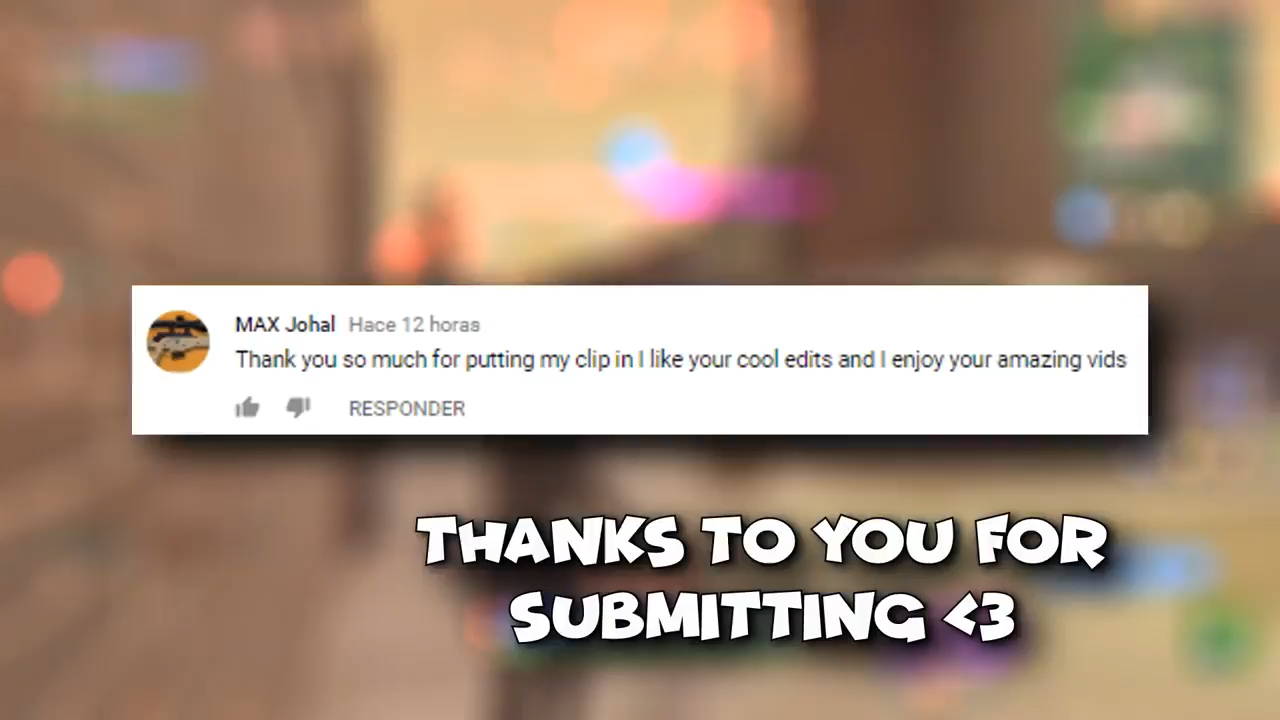 MAX Johal Hace 12 horas
Thank you so much for putting my clip in I like your cool edits and I enjoy your amazing vids
RESPONDER
THANKS TO YOU FOR
SUBMITTING <3